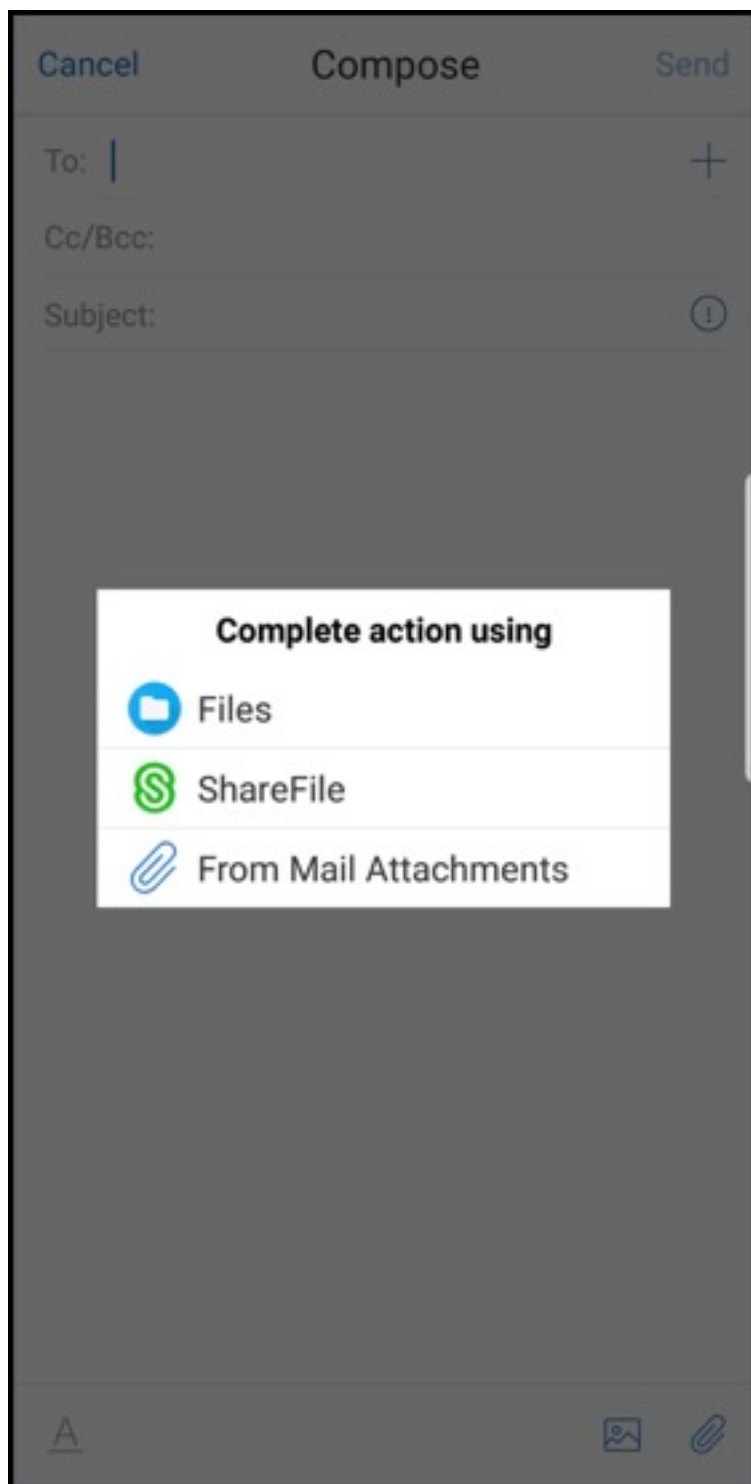 Cancel Compose Send
To:
Cc/Bcc:
Subject:
Complete action using
Files
ShareFile
From Mail Attachments
A